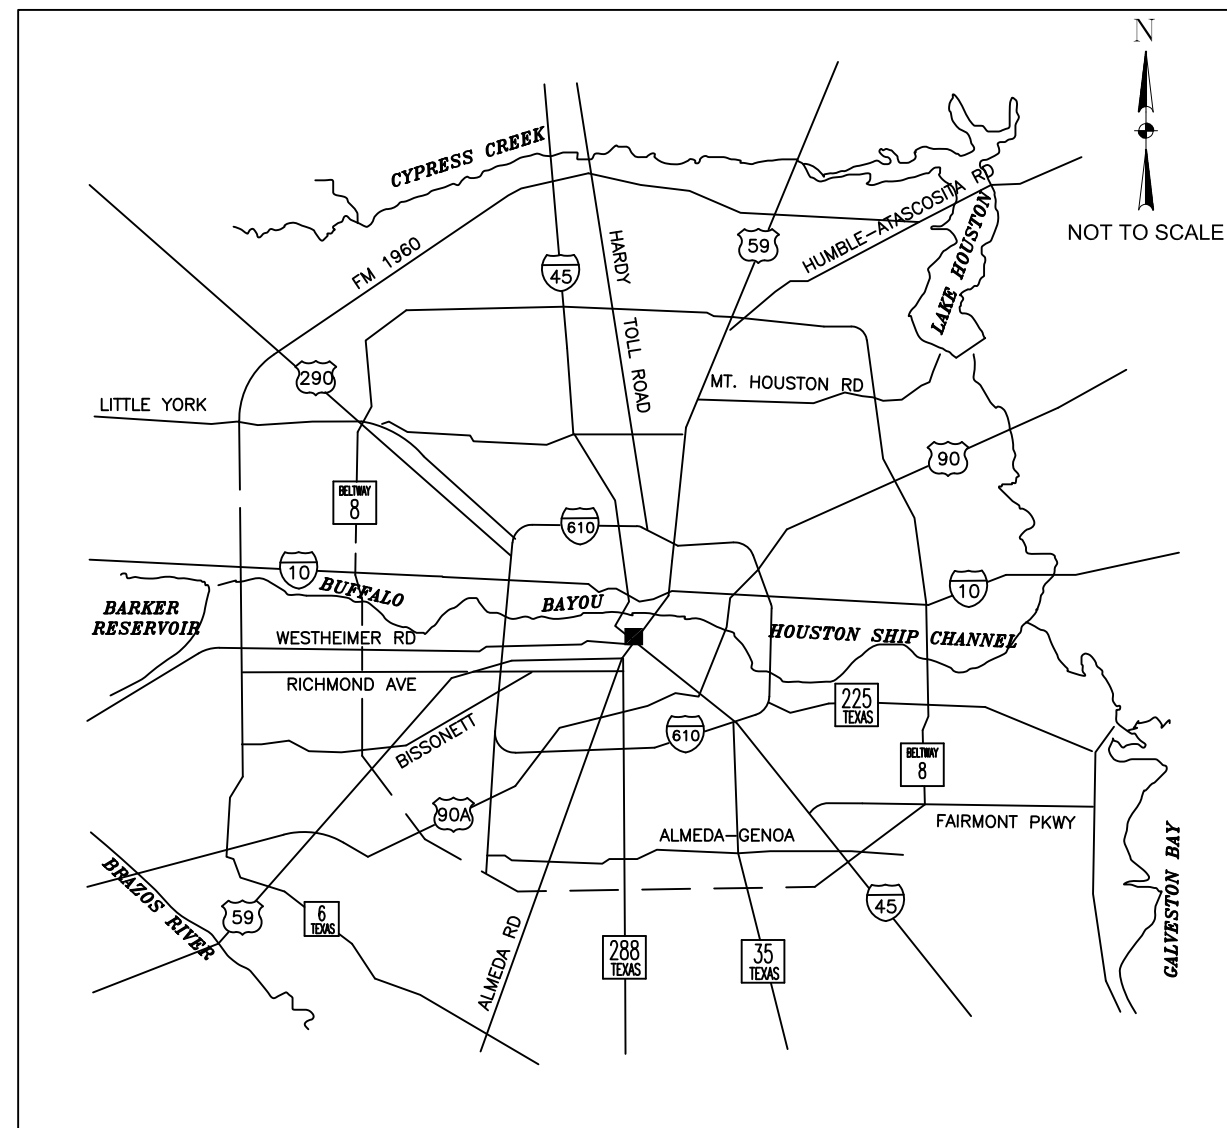 N
NOT TO SCALE
CYPRESS CREEK
FM 1960
45
HARDY
TOLL ROAD
59
HUMBLE-ATASCOSITA RD
LAKE HOUSTON
290
LITTLE YORK
MT. HOUSTON RD
90
BELTWAY
8
610
10
BUFFALO
BAYOU
10
BARKER
RESERVOIR
WESTHEIMER RD
HOUSTON SHIP CHANNEL
RICHMOND AVE
225
TEXAS
BISSONETT
610
BELTWAY
8
90A
ALMEDA-GENOA
FAIRMONT PKWY
BRAZOS RIVER
59
6
TEXAS
ALMEDA RD
288
TEXAS
35
TEXAS
45
GALVESTON BAY